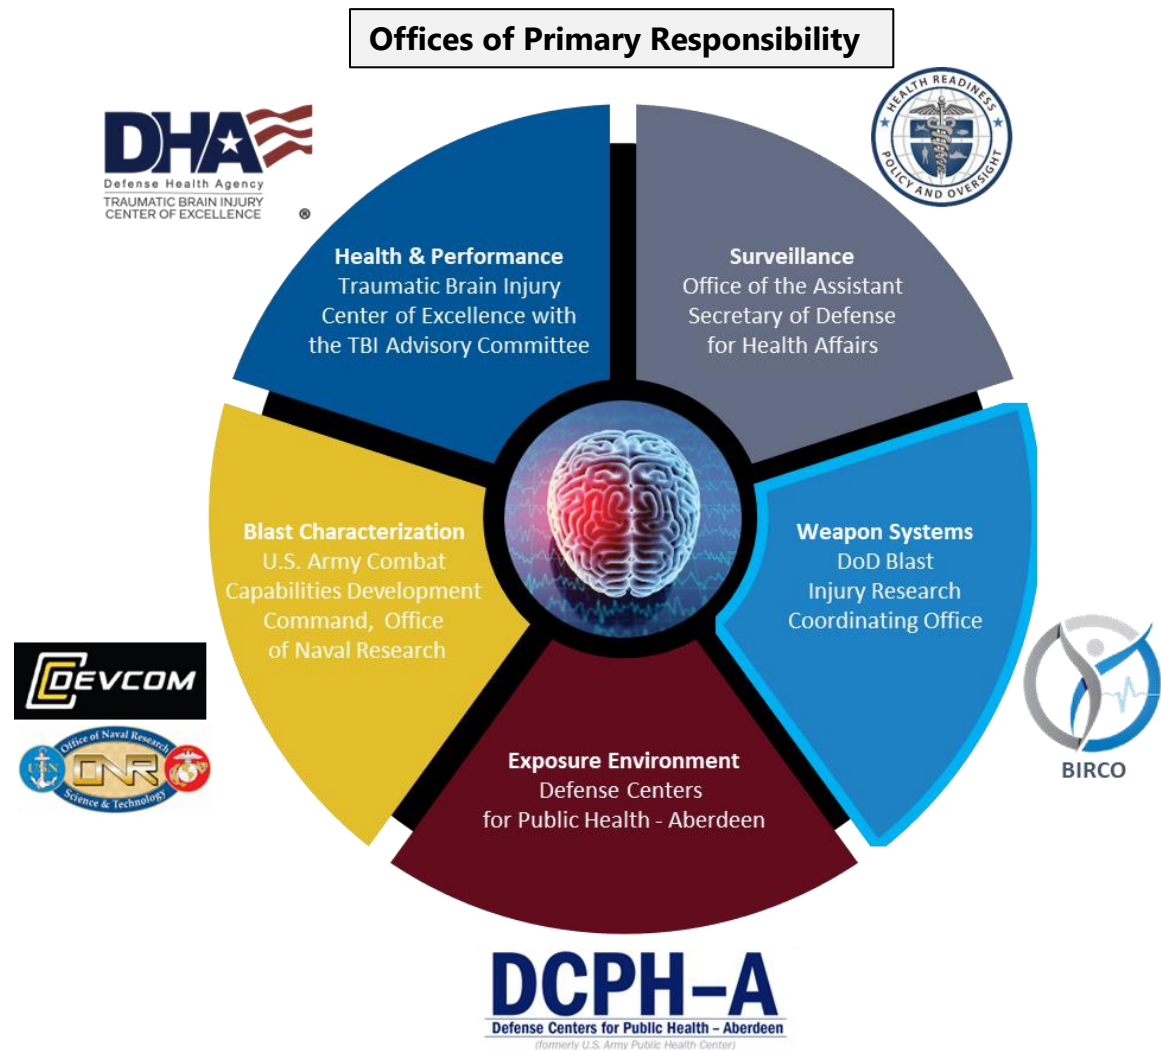 Offices of Primary Responsibility
DHA
Defense Health Agency
TRAUMATIC BRAIN INJURY
CENTER OF EXCELLENCE ®
HEALTH READINESS
POLICY AND OVERSIGHT
Health & Performance
Traumatic Brain Injury
Center of Excellence with
the TBI Advisory Committee
Surveillance
Office of the Assistant
Secretary of Defense
for Health Affairs
Blast Characterization
U.S. Army Combat
Capabilities Development
Command, Office
of Naval Research
Weapon Systems
DoD Blast
Injury Research
Coordinating Office
DEVCOM
Office of Naval Research
USN
ONR
Science & Technology
BIRCO
Exposure Environment
Defense Centers
for Public Health - Aberdeen
DCPH–A
Defense Centers for Public Health – Aberdeen
(formerly U.S. Army Public Health Center)